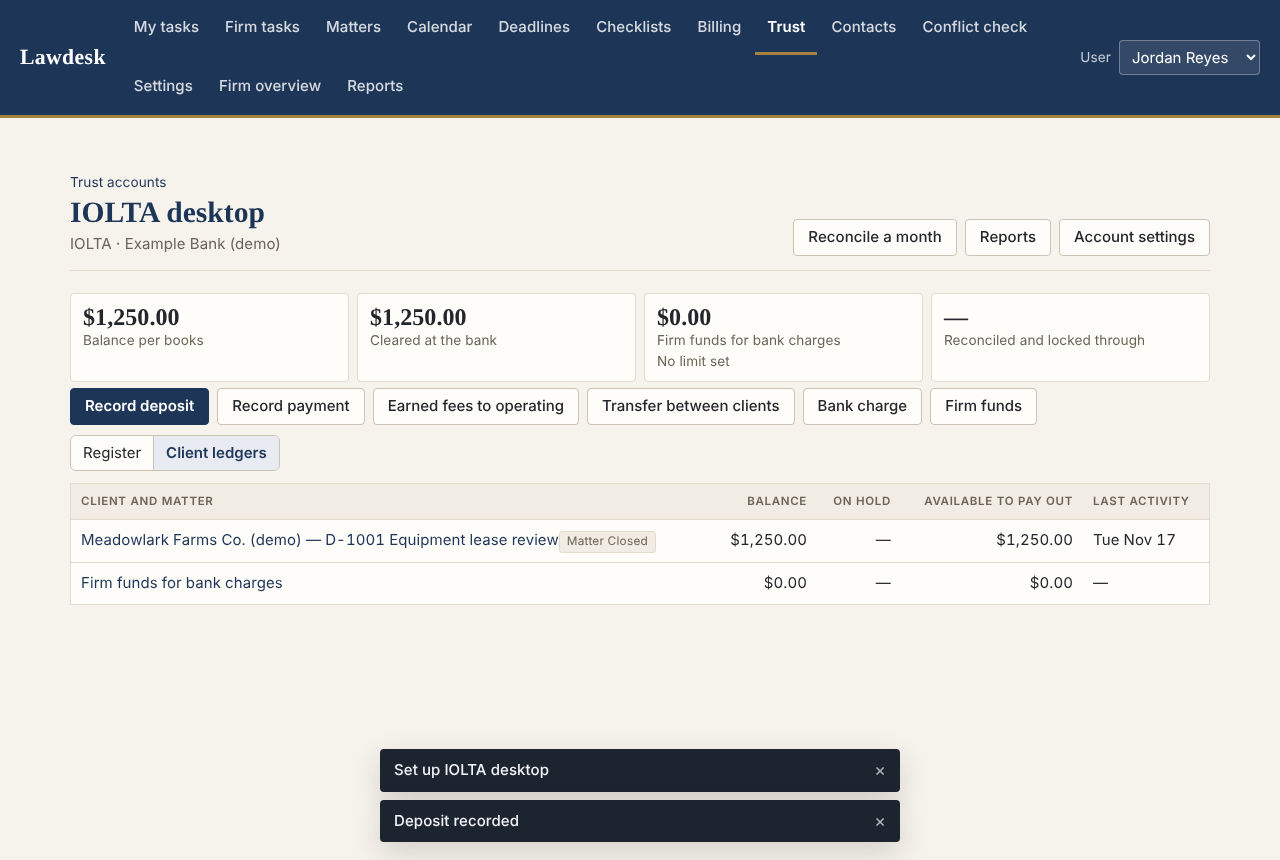 Lawdesk
My tasks Firm tasks Matters Calendar Deadlines Checklists Billing Trust Contacts Conflict check
Settings Firm overview Reports
User Jordan Reyes
Trust accounts
IOLTA desktop
IOLTA · Example Bank (demo)
Reconcile a month Reports Account settings
$1,250.00
Balance per books
$1,250.00
Cleared at the bank
$0.00
Firm funds for bank charges
No limit set
—
Reconciled and locked through
Record deposit Record payment Earned fees to operating Transfer between clients Bank charge Firm funds
Register Client ledgers
CLIENT AND MATTER BALANCE ON HOLD AVAILABLE TO PAY OUT LAST ACTIVITY
Meadowlark Farms Co. (demo) — D-1001 Equipment lease review Matter Closed $1,250.00 — $1,250.00 Tue Nov 17
Firm funds for bank charges $0.00 — $0.00 —
Set up IOLTA desktop ×
Deposit recorded ×